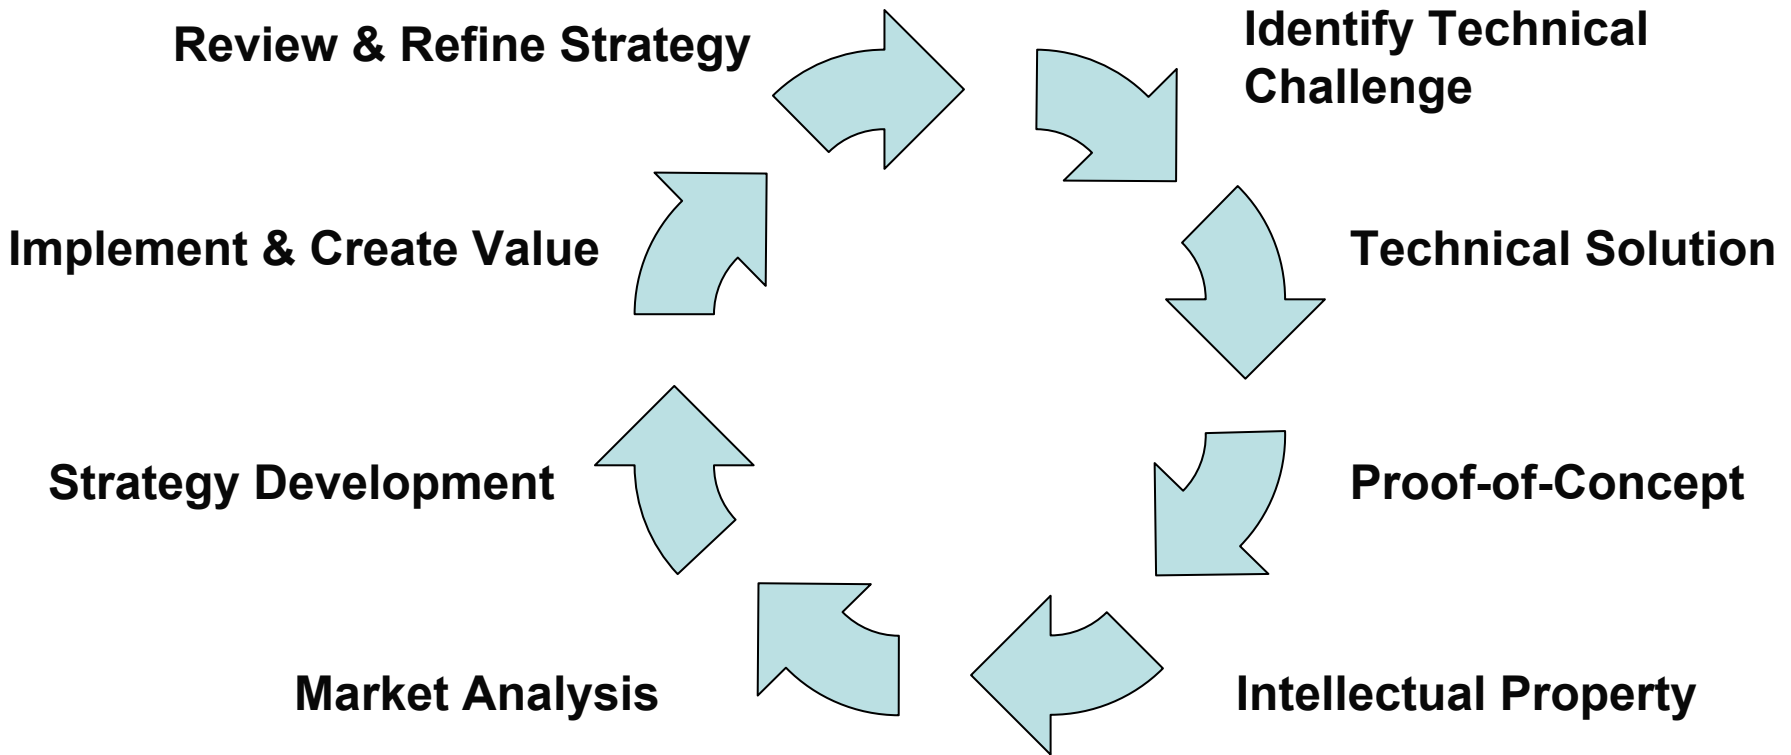 Review & Refine Strategy
Identify Technical
Challenge
Implement & Create Value
Technical Solution
Strategy Development
Proof-of-Concept
Market Analysis
Intellectual Property